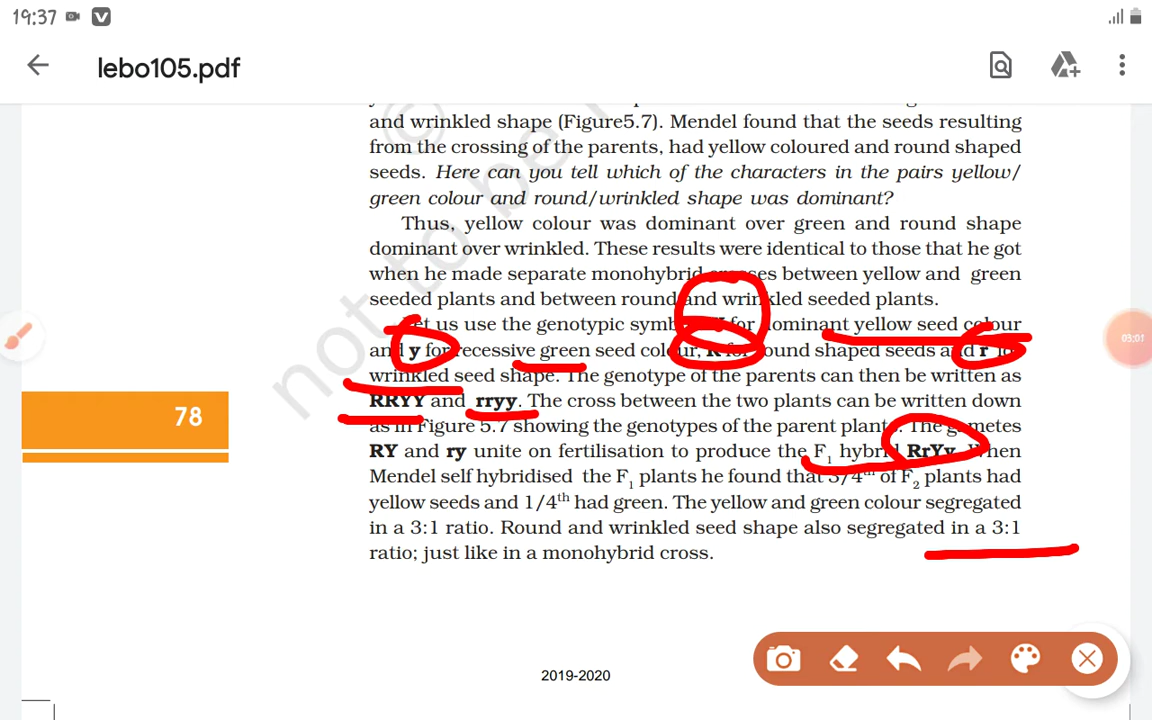 19:37
lebo105.pdf
and wrinkled shape (Figure5.7). Mendel found that the seeds resulting
from the crossing of the parents, had yellow coloured and round shaped
seeds. Here can you tell which of the characters in the pairs yellow/
green colour and round/wrinkled shape was dominant?
Thus, yellow colour was dominant over green and round shape
dominant over wrinkled. These results were identical to those that he got
when he made separate monohybrid crosses between yellow and green
seeded plants and between round and wrinkled seeded plants.
Let us use the genotypic for dominant yellow seed colour
and y for recessive green seed colour, R for round shaped seeds and r for
wrinkled seed shape. The genotype of the parents can then be written as
RRYY and rryy. The cross between the two plants can be written down
as in Figure 5.7 showing the genotypes of the parent plants. The gametes
RY and ry unite on fertilisation to produce the F1 hybrid RrYy. When
Mendel self hybridised the F1 plants he found that 3/4th of F2 plants had
yellow seeds and 1/4th had green. The yellow and green colour segregated
in a 3:1 ratio. Round and wrinkled seed shape also segregated in a 3:1
ratio; just like in a monohybrid cross.
78
2019-2020
03:01
© not to be